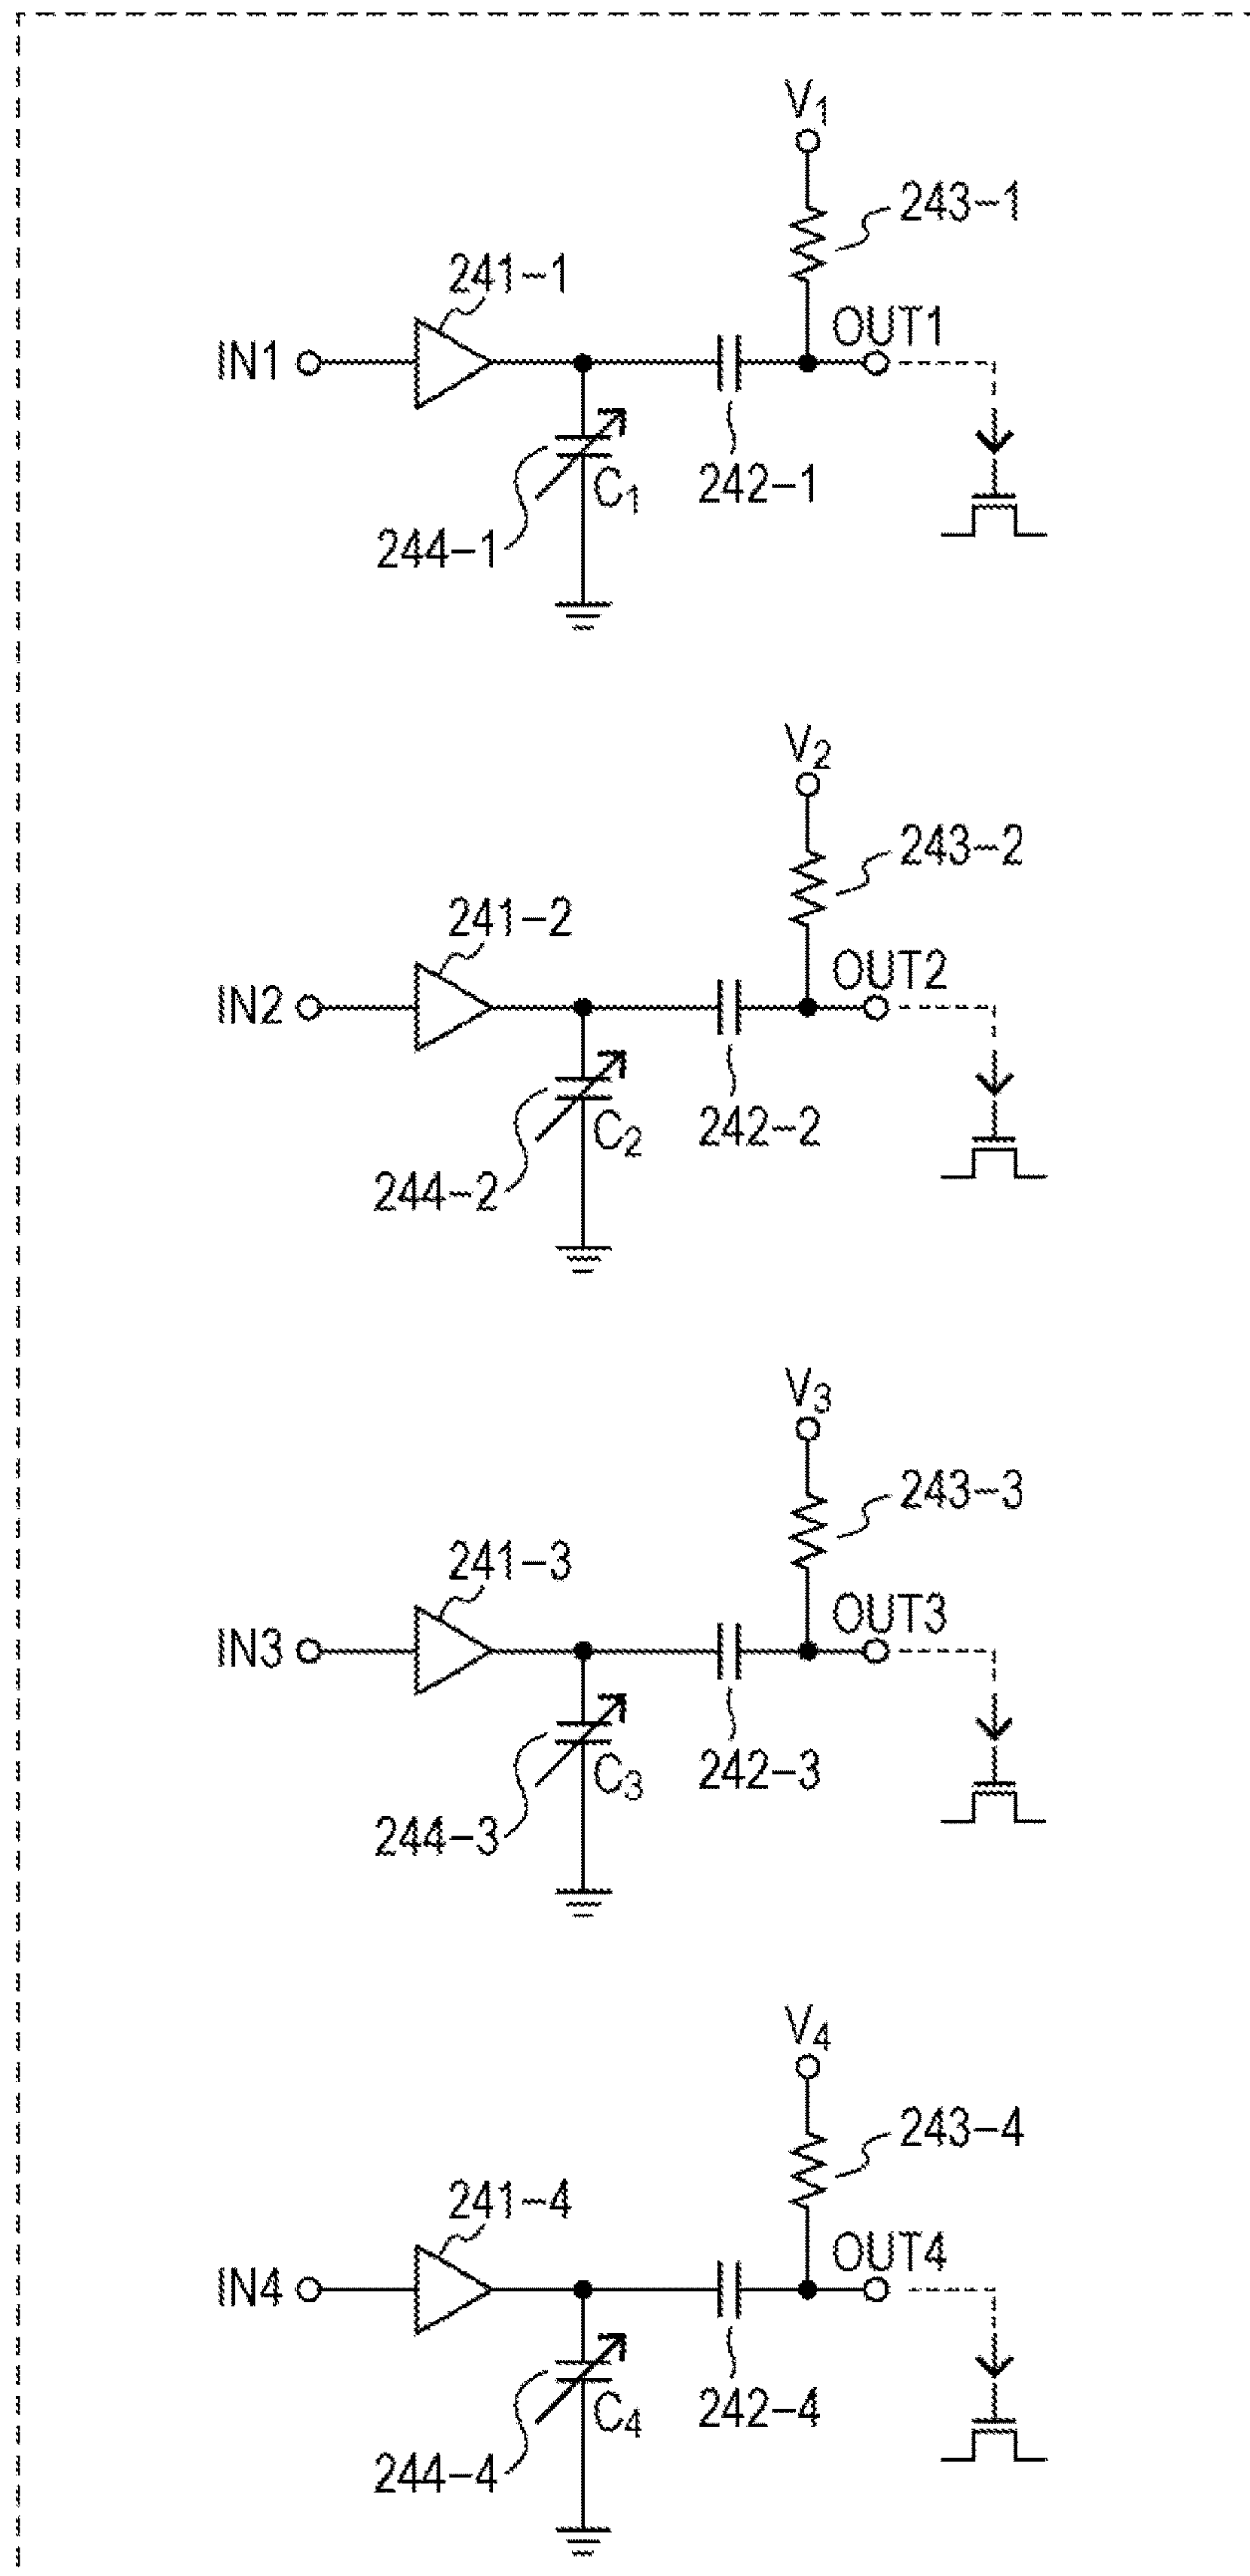 V1
243-1
241-1
OUT1
IN1
C1
242-1
244-1
V2
243-2
241-2
OUT2
IN2
C2
242-2
244-2
V3
243-3
241-3
OUT3
IN3
C3
242-3
244-3
V4
243-4
241-4
OUT4
IN4
C4
242-4
244-4